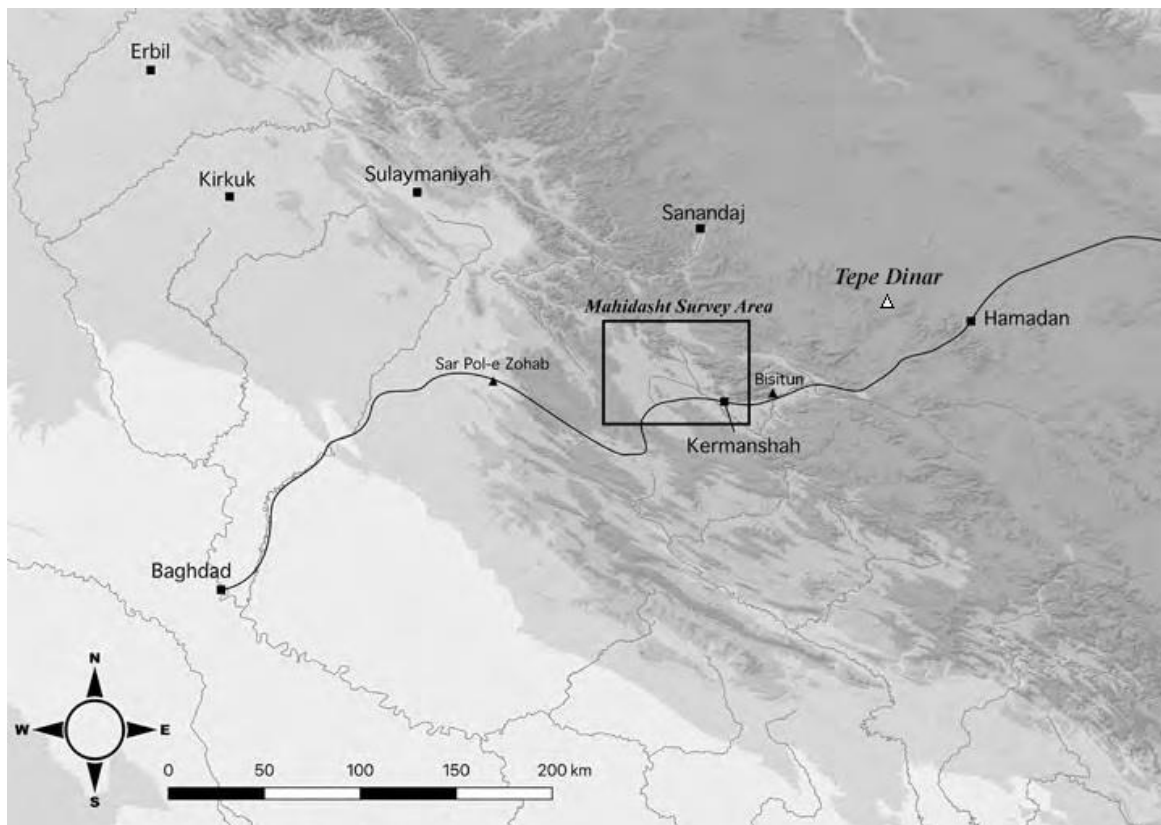 Erbil
Kirkuk
Sulaymaniyah
Sanandaj
Tepe Dinar
Mahidasht Survey Area
Hamadan
Sar Pol-e Zohab
Bisitun
Kermanshah
Baghdad
N
W
E
S
0
50
100
150
200 km